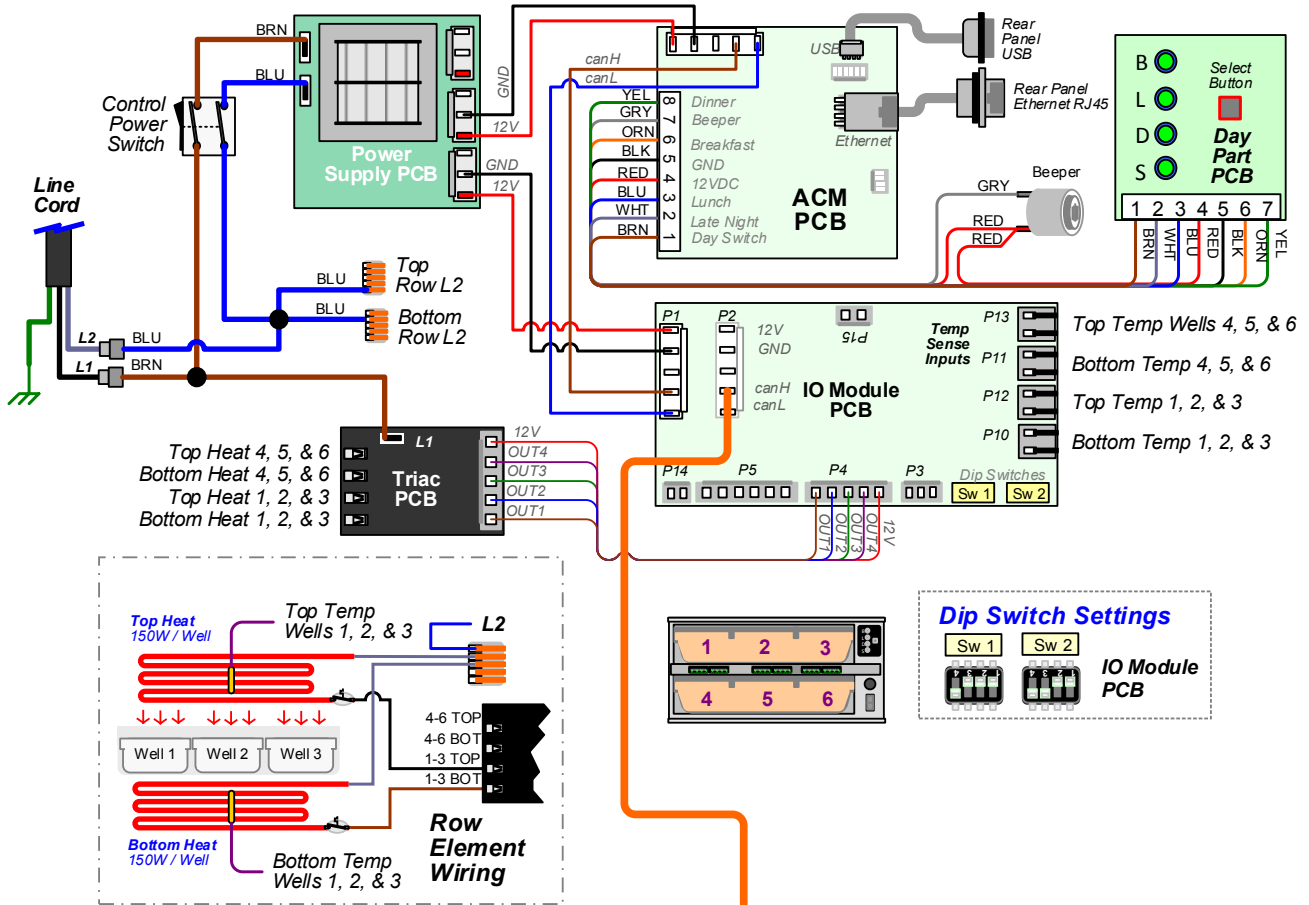 BRN
BLU
Control
Power
Switch
Power
Supply PCB
GND
12V
GND
12V
canH
canL
USB
Rear
Panel
USB
Rear Panel
Ethernet RJ45
Ethernet
YEL 8 Dinner
GRY 7 Beeper
ORN 6 Breakfast
BLK 5 GND
RED 4 12VDC
BLU 3 Lunch
WHT 2 Late Night
BRN 1 Day Switch
ACM
PCB
Beeper
GRY
RED
RED
B
L
D
S
Select
Button
Day
Part
PCB
1 2 3 4 5 6 7
BRN
WHT
BLU
RED
BLK
ORN
YEL
Line
Cord
BLU
Top
Row L2
BLU
Bottom
Row L2
L2
BLU
L1
BRN
P1
P2
12V
GND
canH
canL
P15
Temp
Sense
Inputs
IO Module
PCB
P13
Top Temp Wells 4, 5, & 6
P11
Bottom Temp 4, 5, & 6
P12
Top Temp 1, 2, & 3
P10
Bottom Temp 1, 2, & 3
P14
P5
P4
P3
Dip Switches
Sw 1
Sw 2
OUT1
OUT2
OUT3
OUT4
12V
Top Heat 4, 5, & 6
Bottom Heat 4, 5, & 6
Top Heat 1, 2, & 3
Bottom Heat 1, 2, & 3
L1
Triac
PCB
12V
OUT4
OUT3
OUT2
OUT1
Top Heat
150W / Well
Top Temp
Wells 1, 2, & 3
L2
Well 1
Well 2
Well 3
4-6 TOP
4-6 BOT
1-3 TOP
1-3 BOT
Bottom Heat
150W / Well
Bottom Temp
Wells 1, 2, & 3
Row
Element
Wiring
1 2 3
4 5 6
Dip Switch Settings
Sw 1
Sw 2
4 3 2 1
4 3 2 1
IO Module
PCB